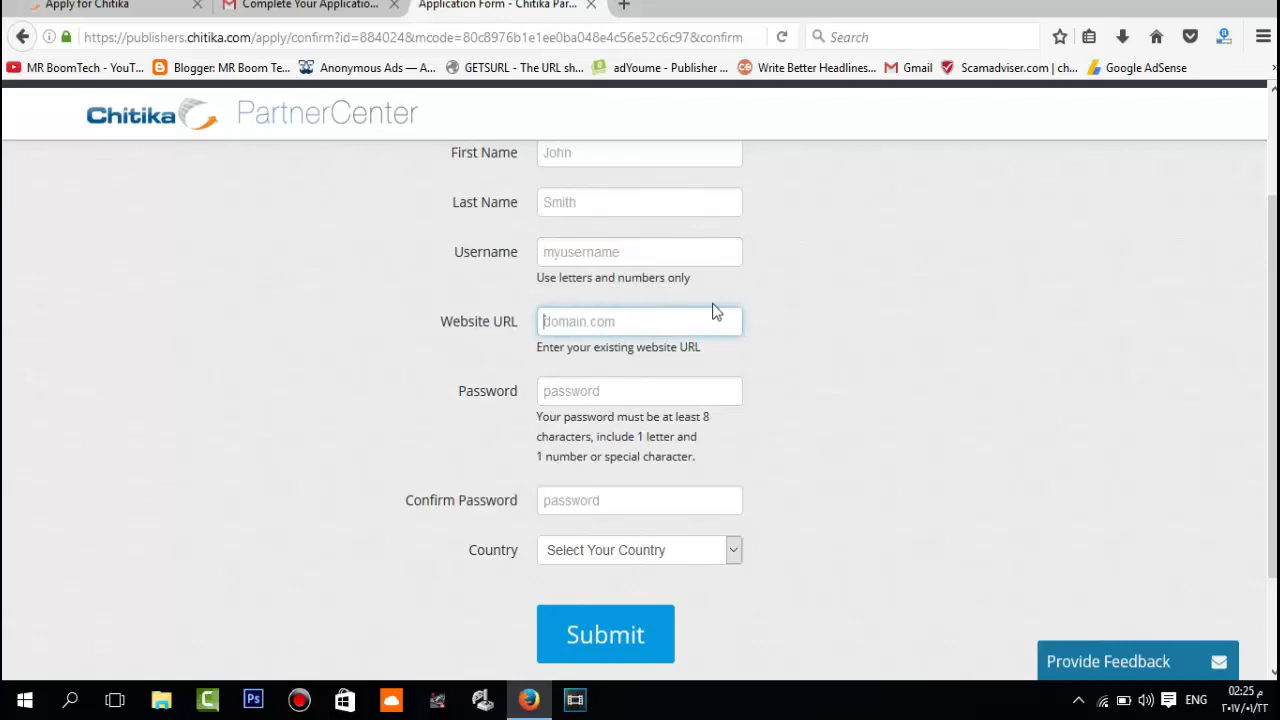 Apply for Chitika
Complete Your Applicatio...
Application Form - Chitika Par...
https://publishers.chitika.com/apply/confirm?id=884024&mcode=80c8976b1e1ee0ba048e4c56e52c6c97&confirm
Search
MR BoomTech - YouT...
Blogger: MR Boom Te...
Anonymous Ads — A...
GETSURL - The URL sh...
adYoume - Publisher ...
Write Better Headlines...
Gmail
Scamadviser.com | ch...
Google AdSense
Chitika PartnerCenter
First Name John
Last Name Smith
Username myusername
Use letters and numbers only
Website URL domain.com
Enter your existing website URL
Password password
Your password must be at least 8
characters, include 1 letter and
1 number or special character.
Confirm Password password
Country Select Your Country
Submit
Provide Feedback
ENG
02:25 م
٢٠١٧/٠١/٢٢